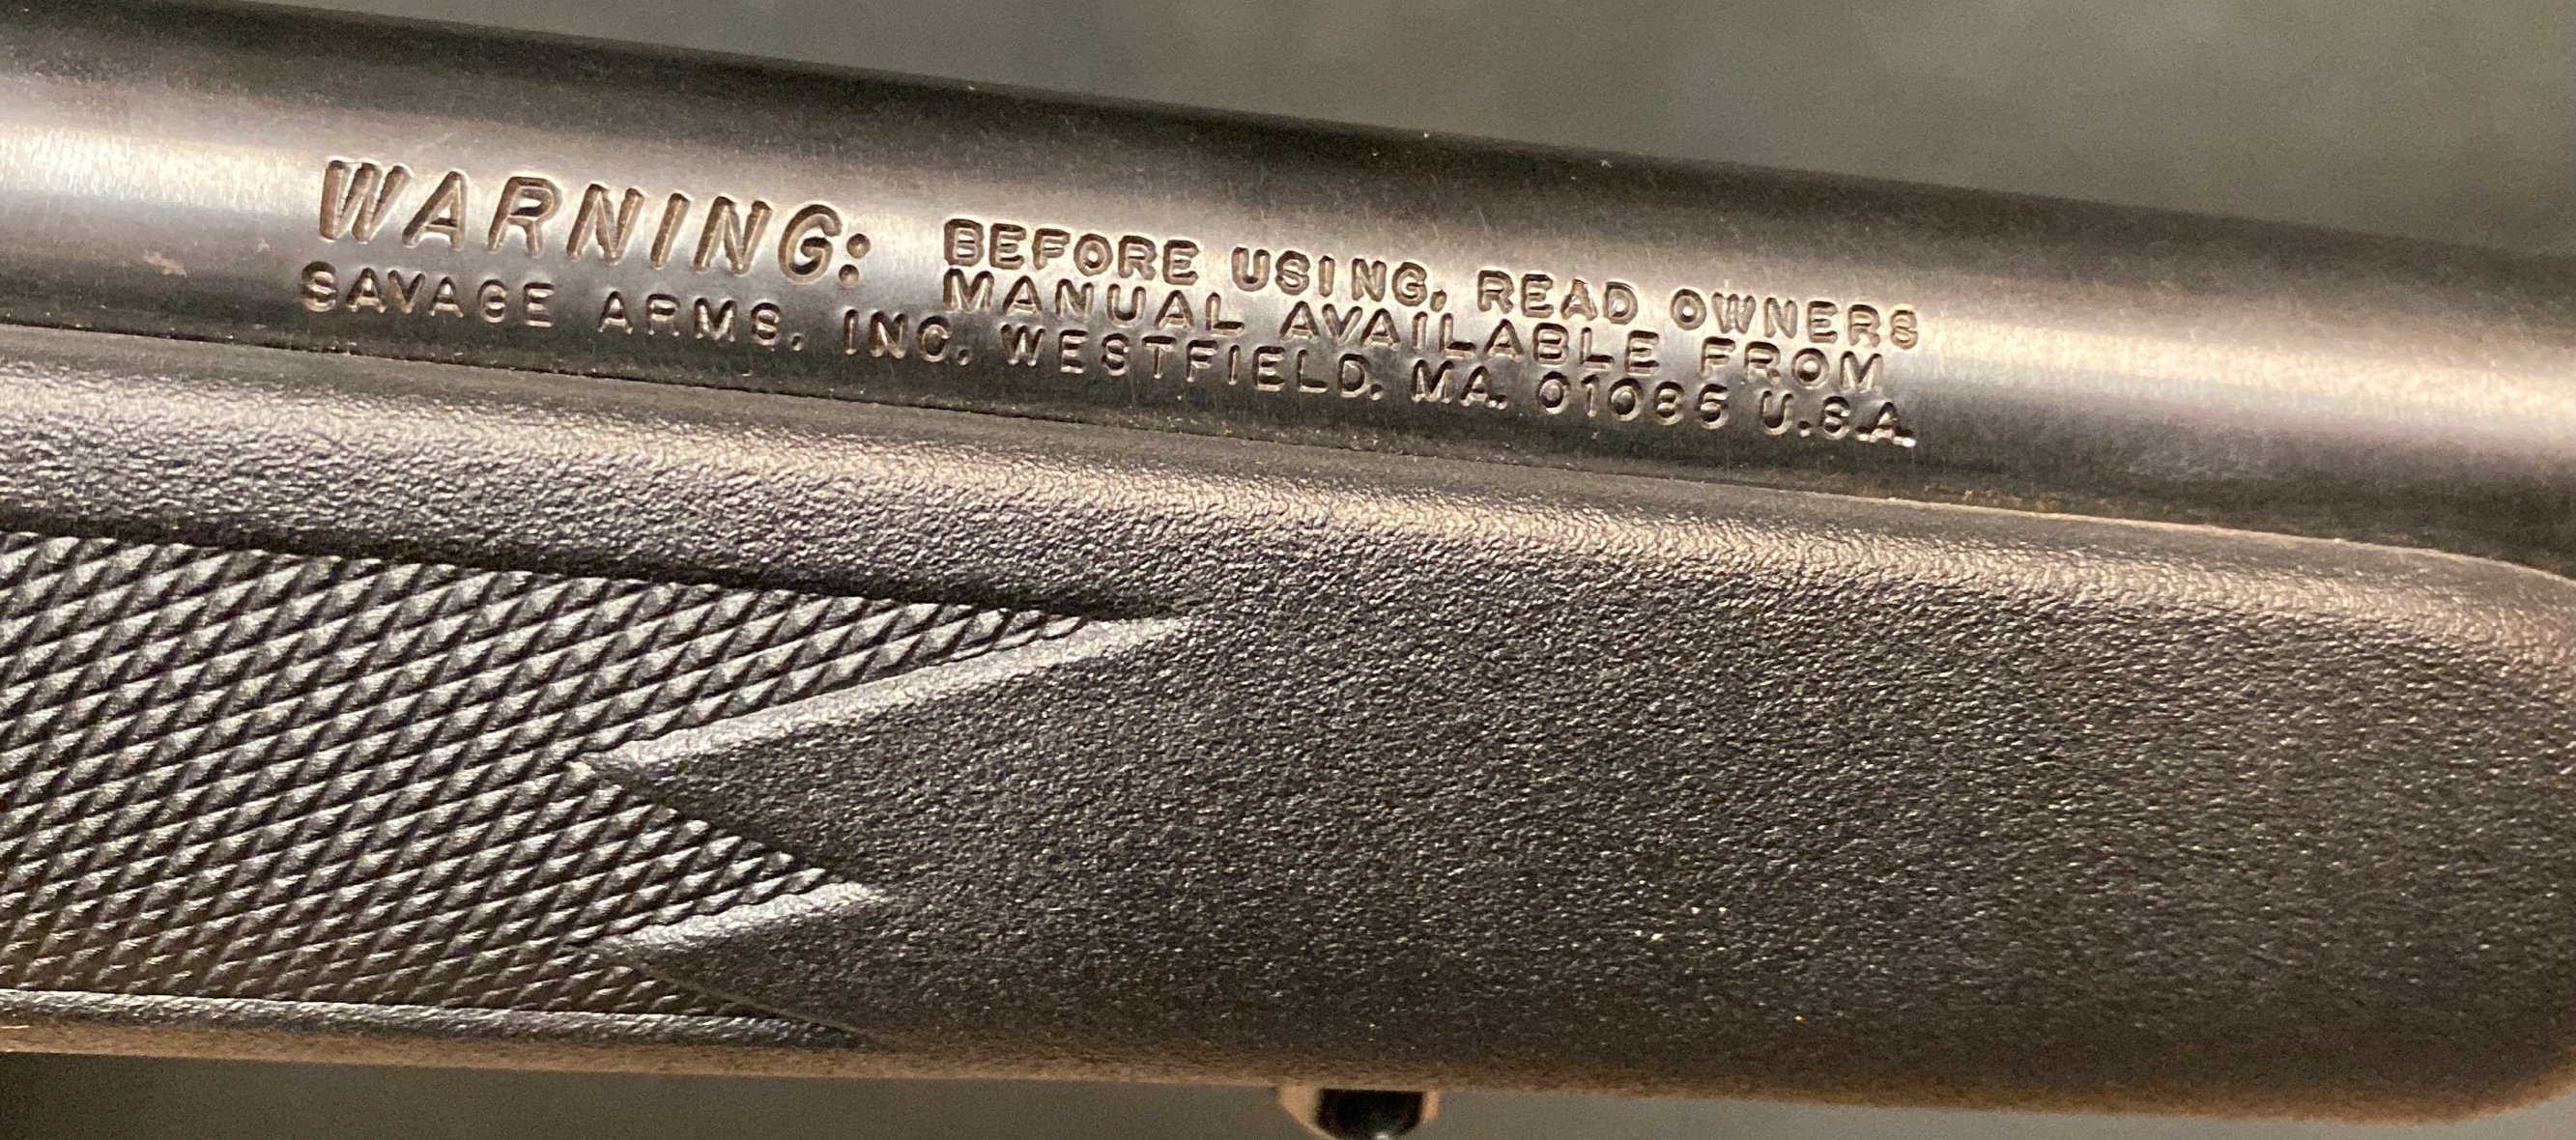 WARNING: BEFORE USING, READ OWNERS
MANUAL AVAILABLE FROM
SAVAGE ARMS, INC. WESTFIELD, MA. 01085 U.S.A.